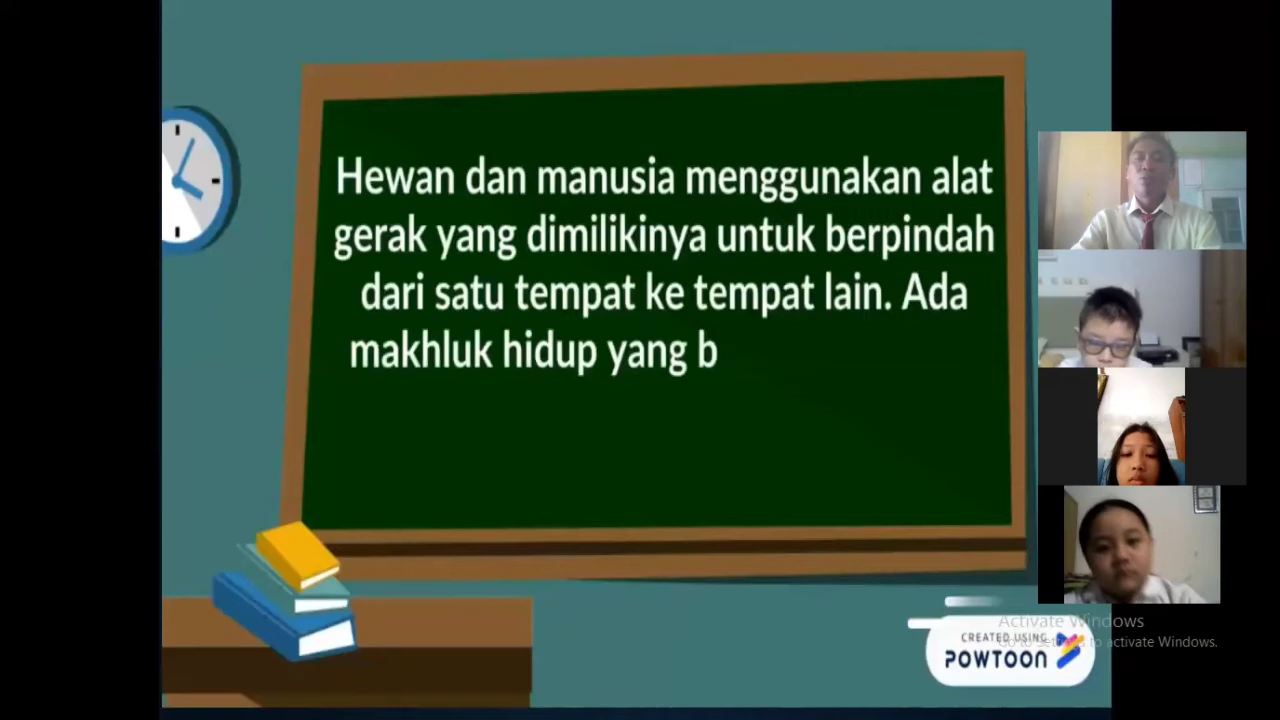 Hewan dan manusia menggunakan alat
gerak yang dimilikinya untuk berpindah
dari satu tempat ke tempat lain. Ada
makhluk hidup yang b
Activate Windows
CREATED USING
POWTOON